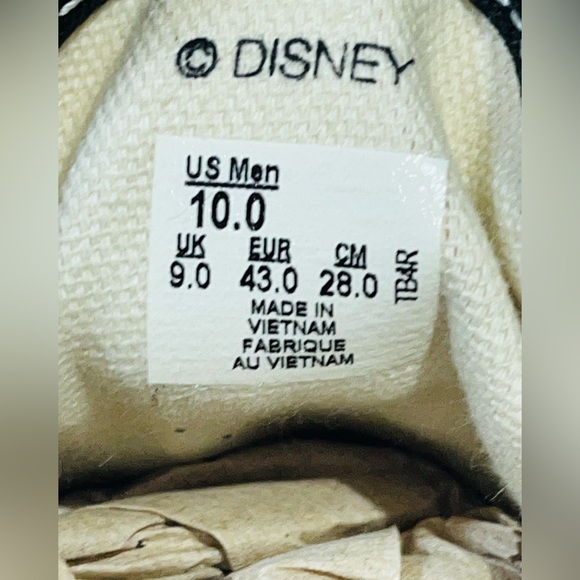 © DISNEY
US Men
10.0
UK EUR CM
9.0 43.0 28.0
TB4R
MADE IN
VIETNAM
FABRIQUE
AU VIETNAM